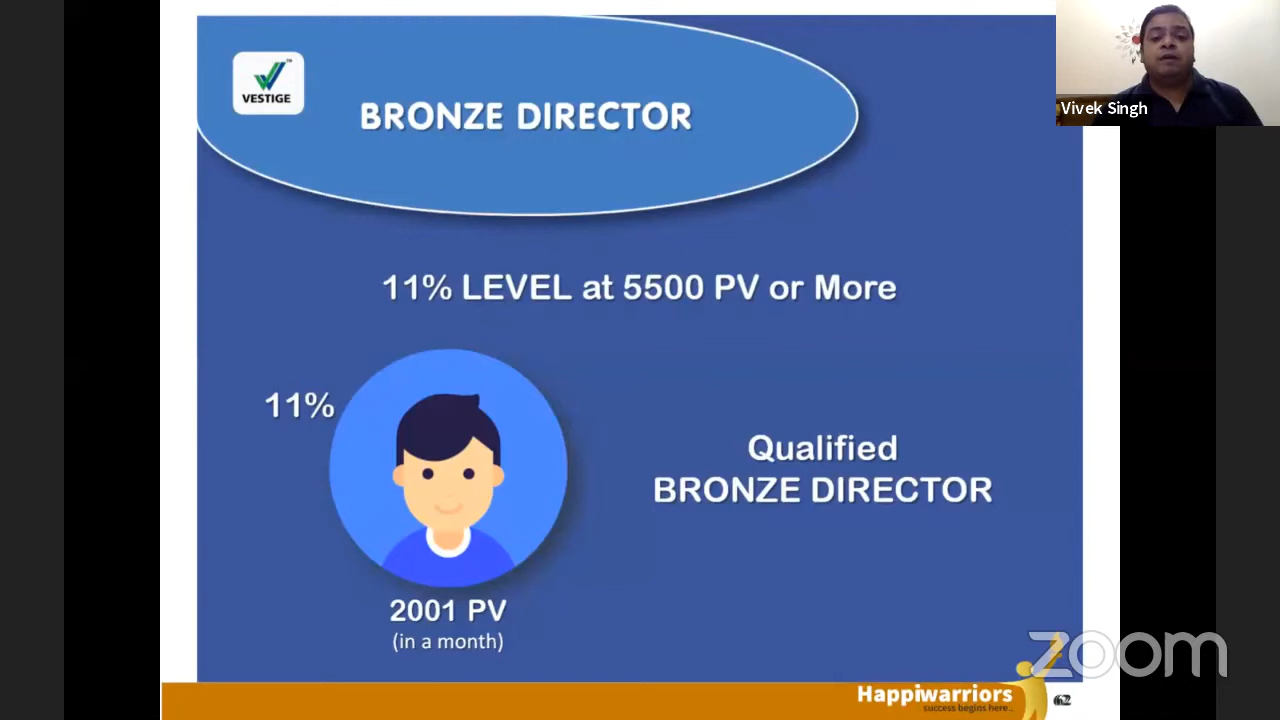 VESTIGE
BRONZE DIRECTOR
Vivek Singh
11% LEVEL at 5500 PV or More
11%
Qualified
BRONZE DIRECTOR
2001 PV
(in a month)
zoom
Happiwarriors
success begins here..
62